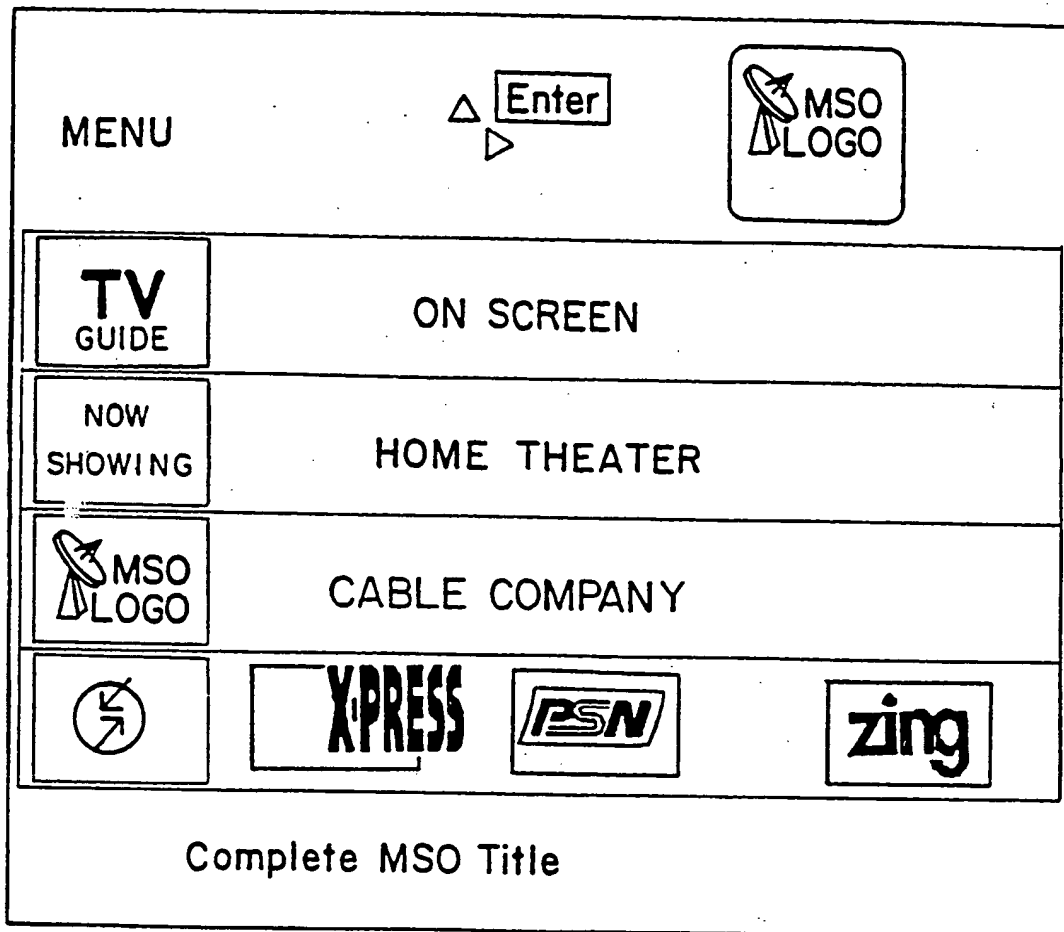 MENU
Enter
MSO
LOGO
TV
GUIDE
ON SCREEN
NOW
SHOWING
HOME THEATER
MSO
LOGO
CABLE COMPANY
X·PRESS
PSN
zing
Complete MSO Title